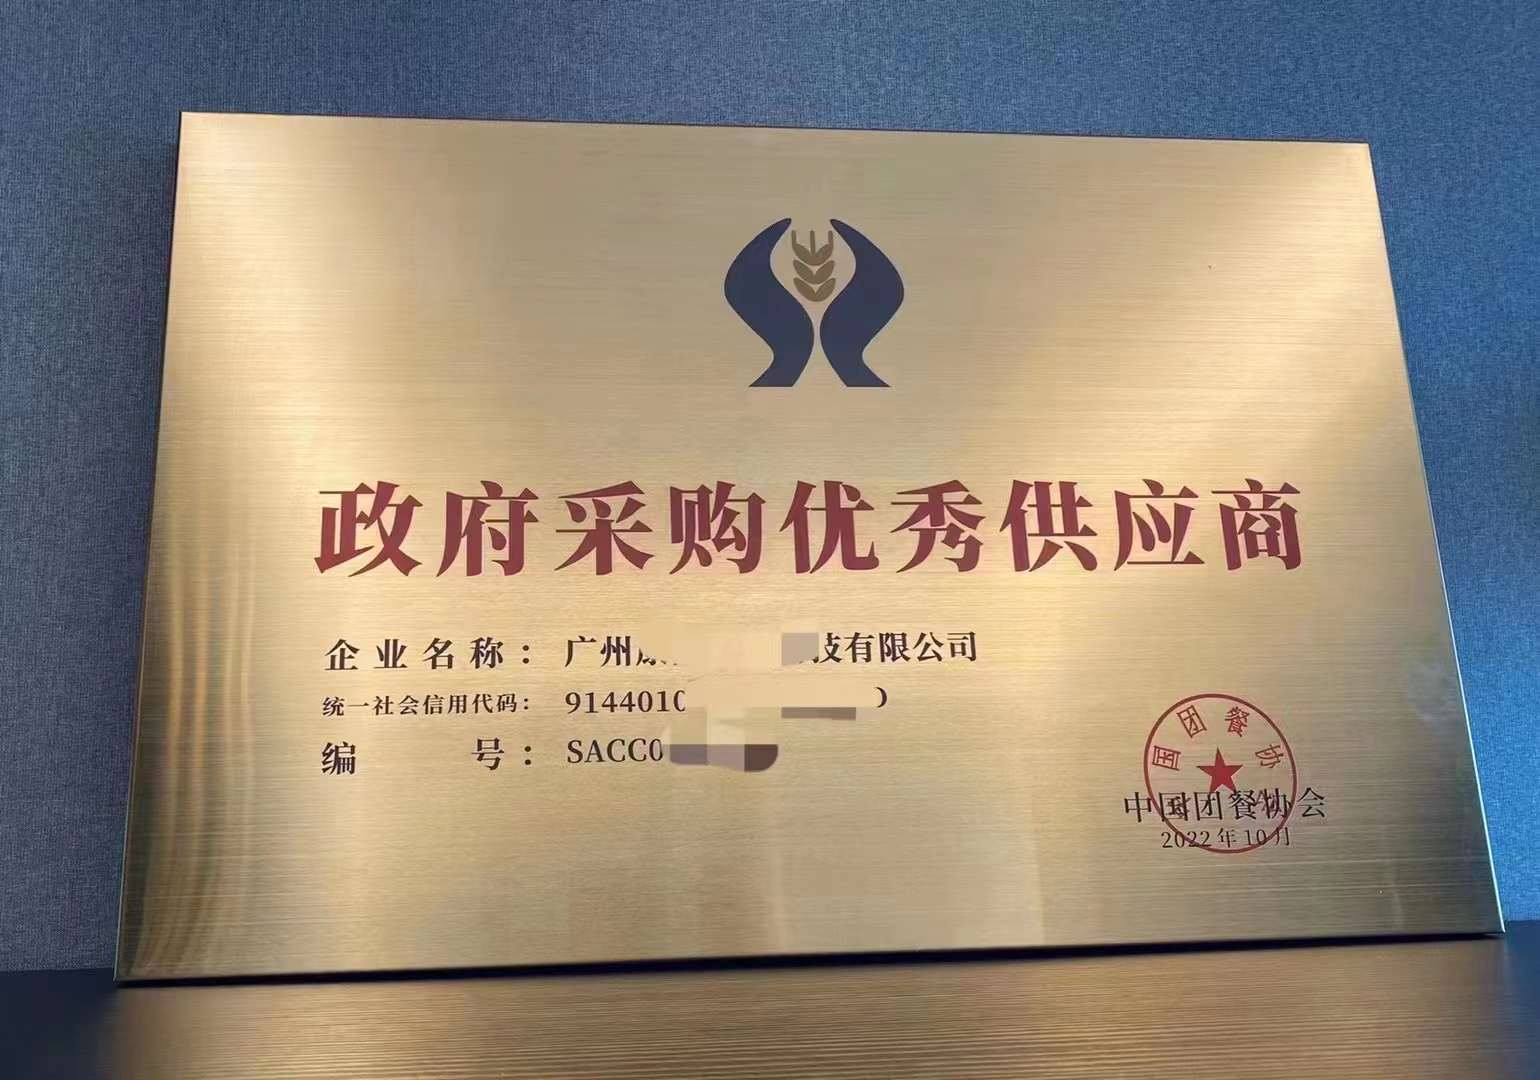 政府采购优秀供应商
企业名称：广州 技有限公司
统一社会信用代码：9144010
编号：SACC0
国团餐协会
中国团餐协会
2022年10月